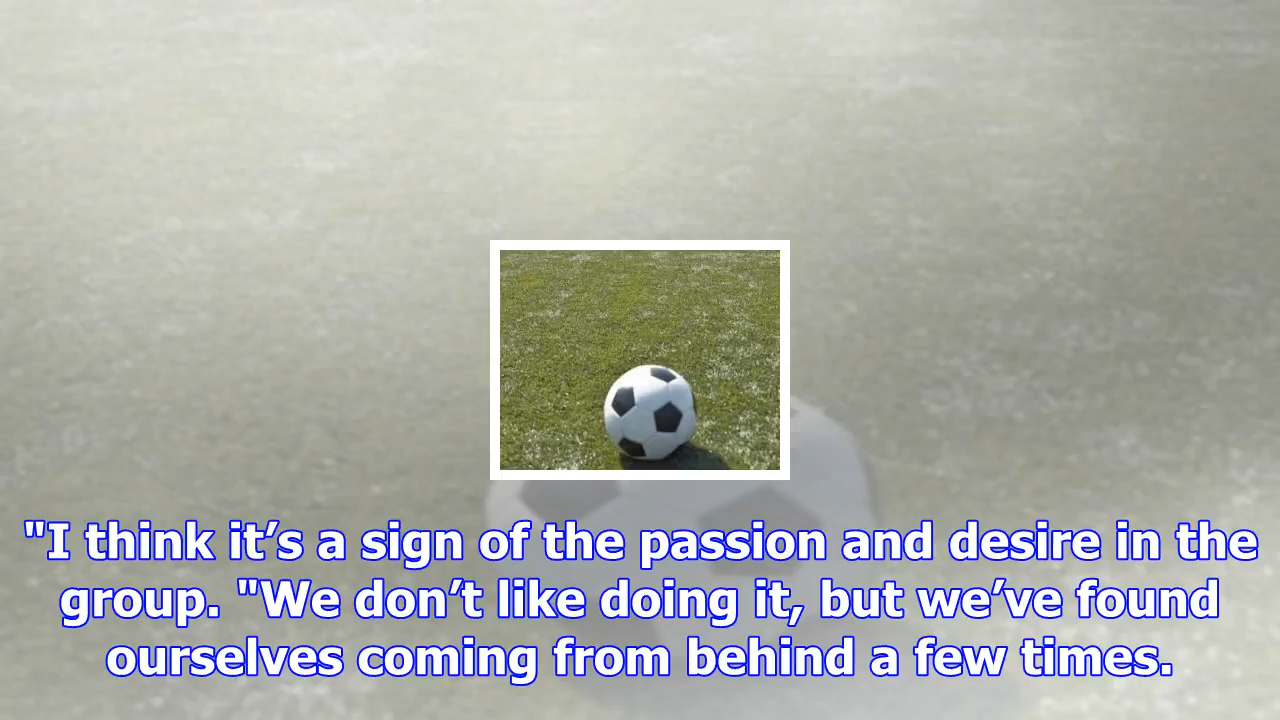 "I think it’s a sign of the passion and desire in the
group. "We don’t like doing it, but we’ve found
ourselves coming from behind a few times.